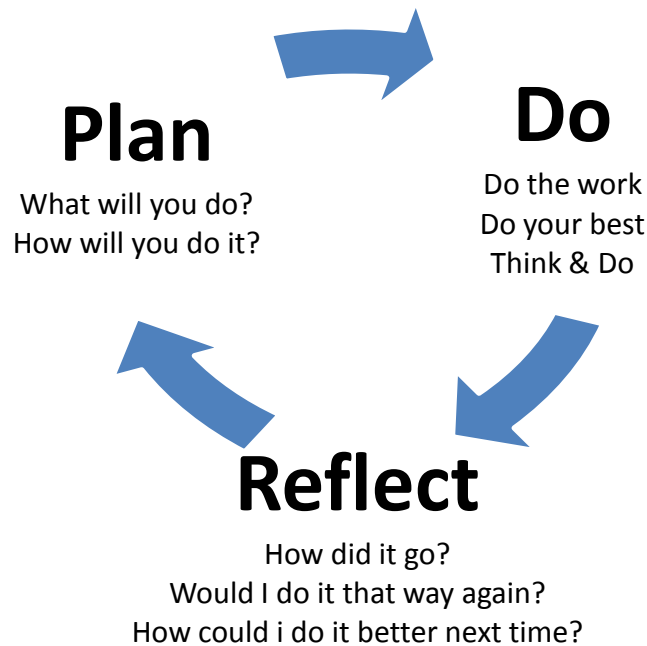 Plan
What will you do?
How will you do it?
Do
Do the work
Do your best
Think & Do
Reflect
How did it go?
Would I do it that way again?
How could i do it better next time?